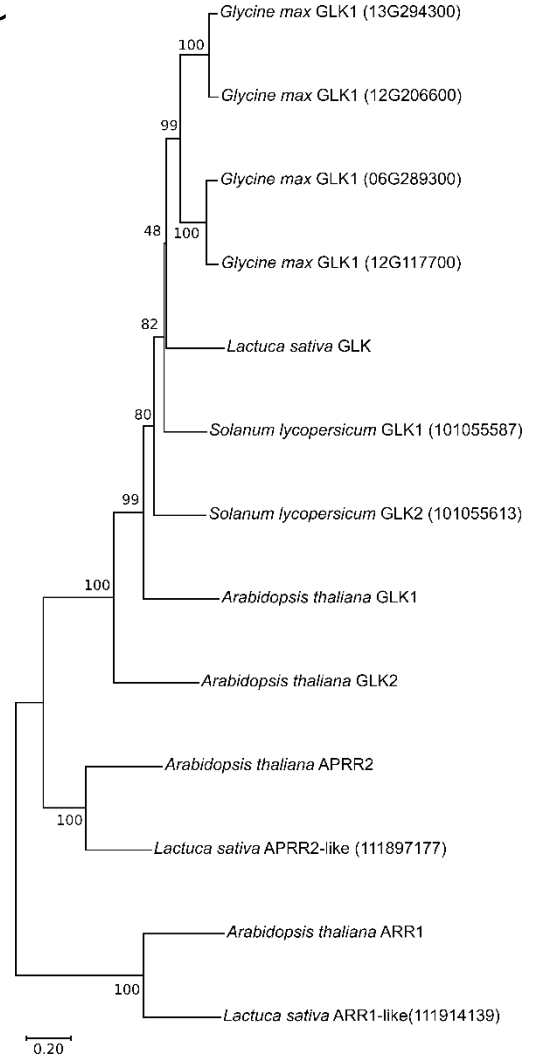 100
Glycine max GLK1 (13G294300)
Glycine max GLK1 (12G206600)
99
Glycine max GLK1 (06G289300)
100
48
Glycine max GLK1 (12G117700)
82
Lactuca sativa GLK
80
Solanum lycopersicum GLK1 (101055587)
99
Solanum lycopersicum GLK2 (101055613)
100
Arabidopsis thaliana GLK1
Arabidopsis thaliana GLK2
Arabidopsis thaliana APRR2
100
Lactuca sativa APRR2-like (111897177)
Arabidopsis thaliana ARR1
100
Lactuca sativa ARR1-like(111914139)
0.20